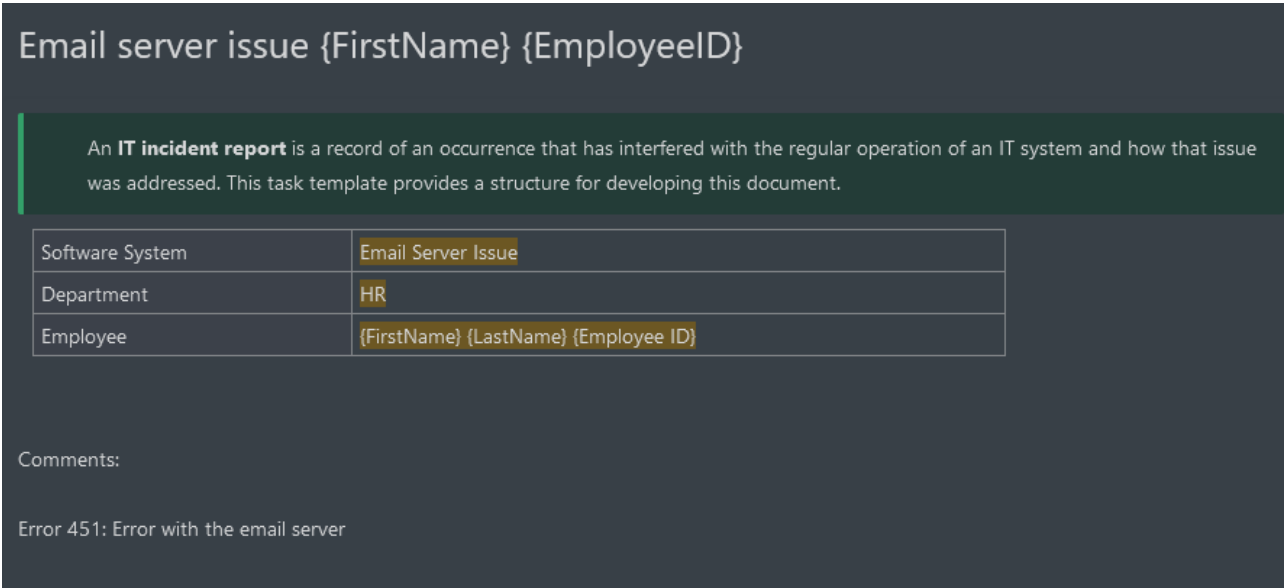 Email server issue {FirstName} {EmployeeID}
An IT incident report is a record of an occurrence that has interfered with the regular operation of an IT system and how that issue
was addressed. This task template provides a structure for developing this document.
Software System Email Server Issue
Department HR
Employee {FirstName} {LastName} {Employee ID}
Comments:
Error 451: Error with the email server